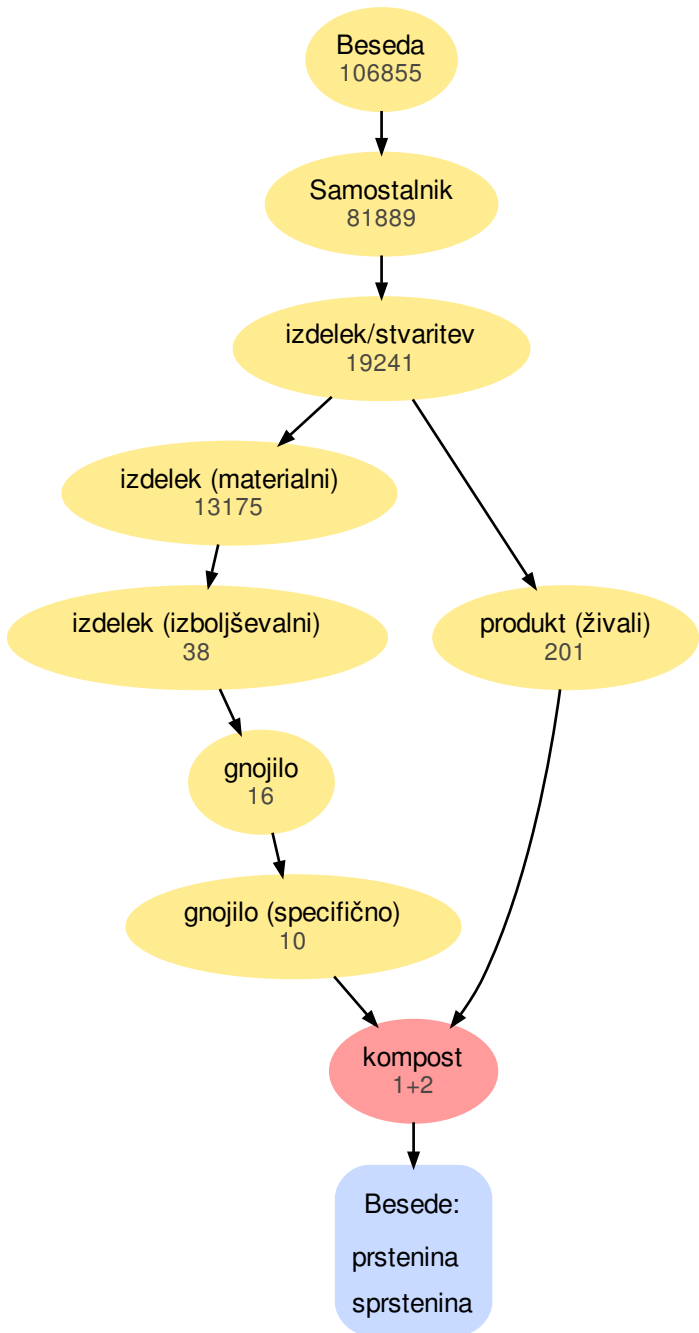 Beseda
106855
Samostalnik
81889
izdelek/stvaritev
19241
izdelek (materialni)
13175
izdelek (izboljševalni)
38
produkt (živali)
201
gnojilo
16
gnojilo (specifično)
10
kompost
1+2
Besede:
prstenina
sprstenina